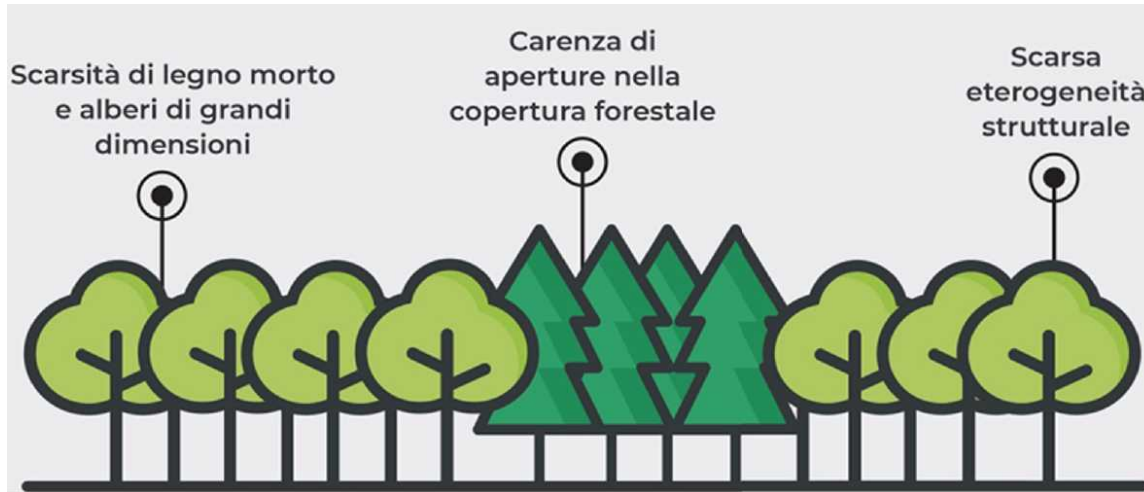 Scarsità di legno morto
e alberi di grandi
dimensioni
Carenza di
aperture nella
copertura forestale
Scarsa
eterogeneità
strutturale